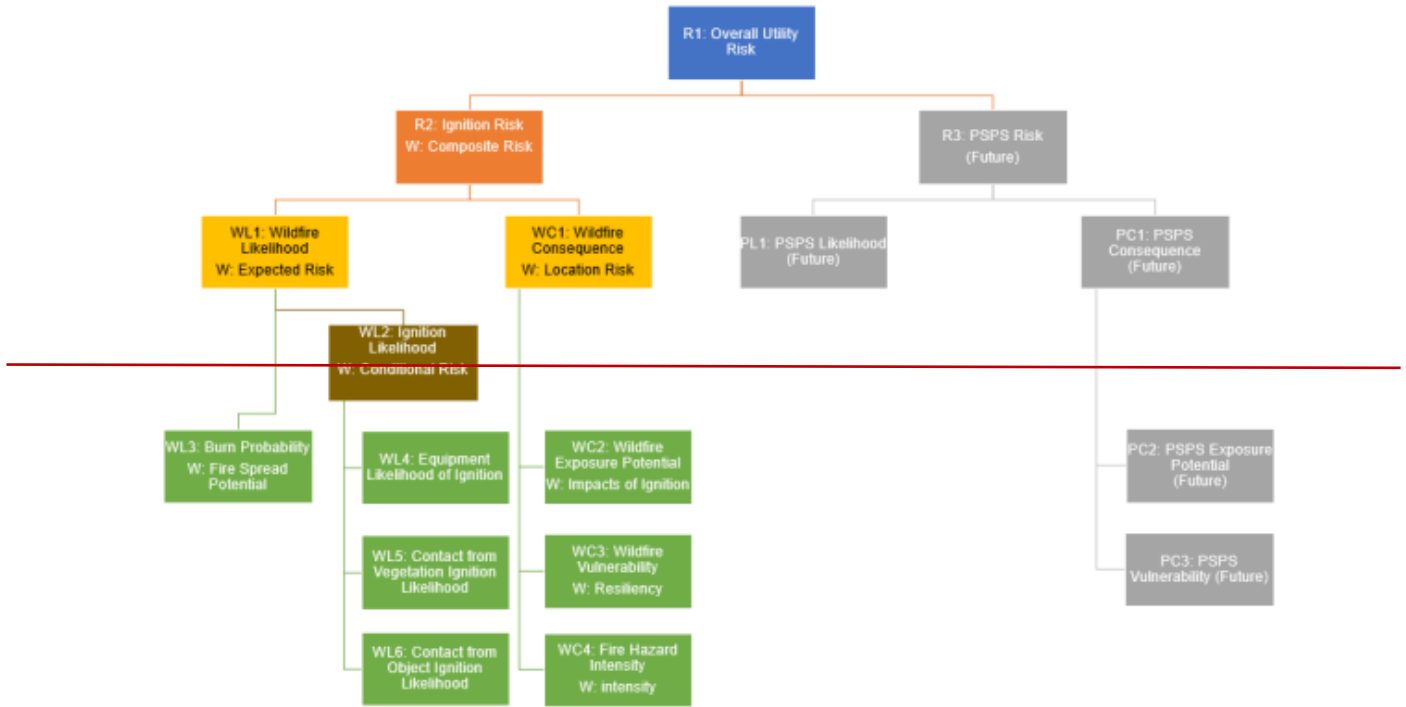 R1: Overall Utility
Risk
R2: Ignition Risk
W: Composite Risk
R3: PSPS Risk
(Future)
WL1: Wildfire
Likelihood
W: Expected Risk
WC1: Wildfire
Consequence
W: Location Risk
PL1: PSPS Likelihood
(Future)
PC1: PSPS
Consequence
(Future)
WL2: Ignition
Likelihood
W: Conditional Risk
WL3: Burn Probability
W: Fire Spread
Potential
WL4: Equipment
Likelihood of Ignition
WC2: Wildfire
Exposure Potential
W: Impacts of Ignition
PC2: PSPS Exposure
Potential
(Future)
WL5: Contact from
Vegetation Ignition
Likelihood
WC3: Wildfire
Vulnerability
W: Resiliency
PC3: PSPS
Vulnerability (Future)
WL6: Contact from
Object Ignition
Likelihood
WC4: Fire Hazard
Intensity
W: intensity